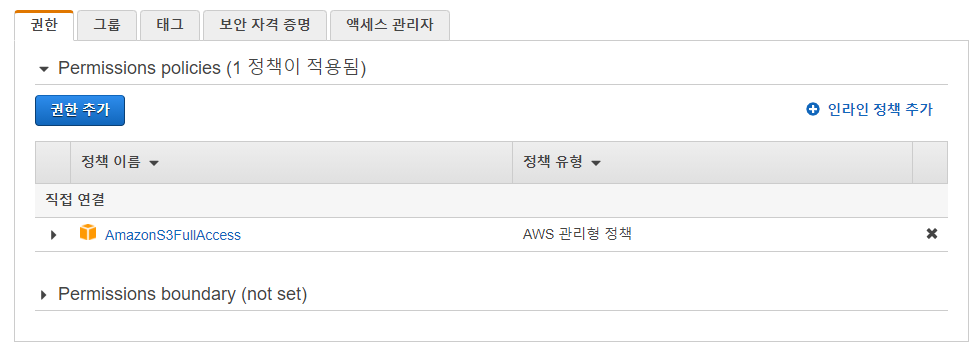 권한 그룹 태그 보안 자격 증명 액세스 관리자
Permissions policies (1 정책이 적용됨)
권한 추가 인라인 정책 추가
정책 이름 정책 유형
직접 연결
AmazonS3FullAccess AWS 관리형 정책
Permissions boundary (not set)